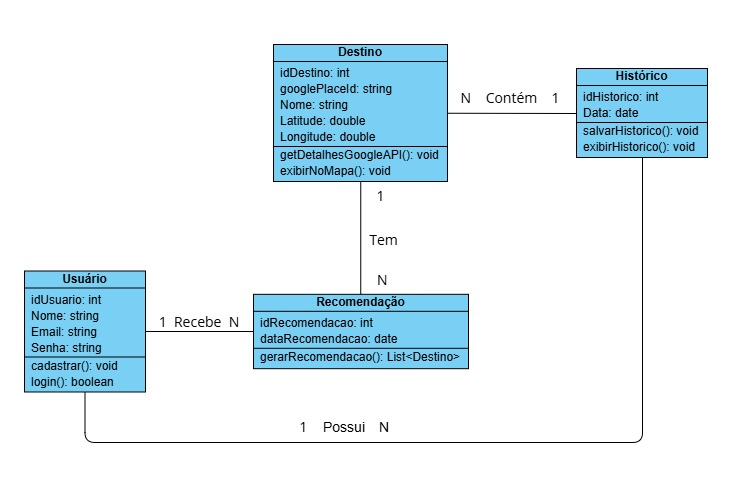 Destino
idDestino: int
googlePlaceId: string
Nome: string
Latitude: double
Longitude: double
getDetalhesGoogleAPI(): void
exibirNoMapa(): void
N Contém 1
Histórico
idHistorico: int
Data: date
salvarHistorico(): void
exibirHistorico(): void
1
Tem
N
Usuário
idUsuario: int
Nome: string
Email: string
Senha: string
cadastrar(): void
login(): boolean
1 Recebe N
Recomendação
idRecomendacao: int
dataRecomendacao: date
gerarRecomendacao(): List<Destino>
1 Possui N